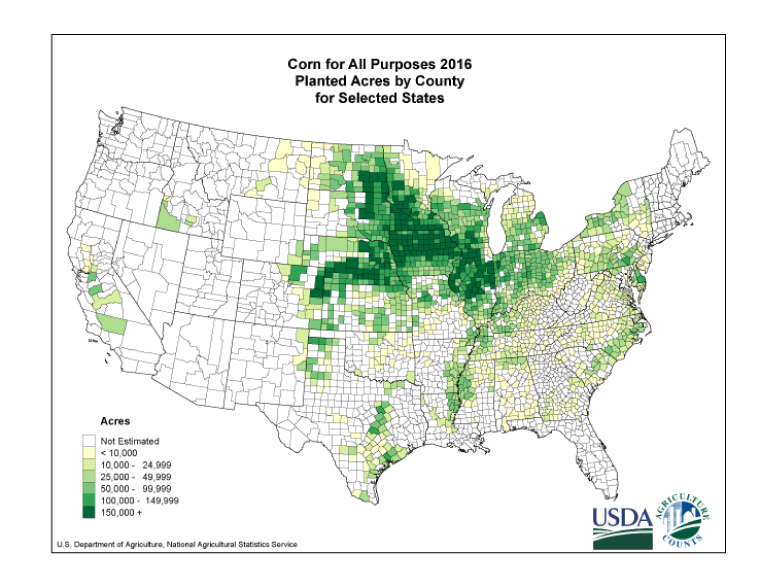 Corn for All Purposes 2016
Planted Acres by County
for Selected States
Acres
Not Estimated
< 10,000
10,000 - 24,999
25,000 - 49,999
50,000 - 99,999
100,000 - 149,999
150,000 +
U.S. Department of Agriculture, National Agricultural Statistics Service
USDA
AGRICULTURE
COUNTS